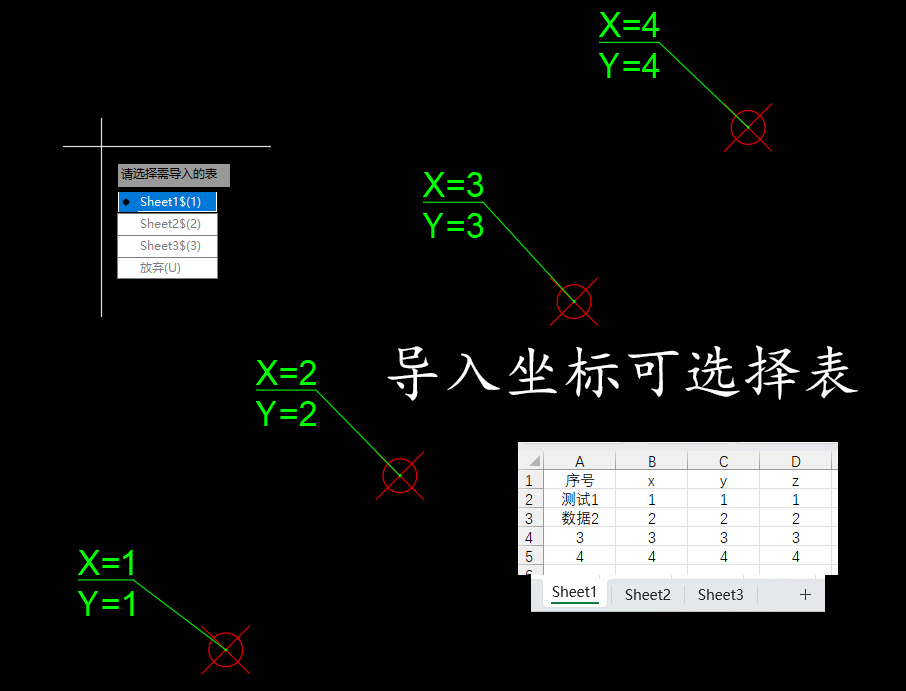 X=4
Y=4
请选择需导入的表
Sheet1$(1)
Sheet2$(2)
Sheet3$(3)
放弃(U)
X=3
Y=3
X=2
Y=2
导入坐标可选择表
A B C D
1 序号 x y z
2 测试1 1 1 1
3 数据2 2 2 2
4 3 3 3 3
5 4 4 4 4
Sheet1 Sheet2 Sheet3 +
X=1
Y=1